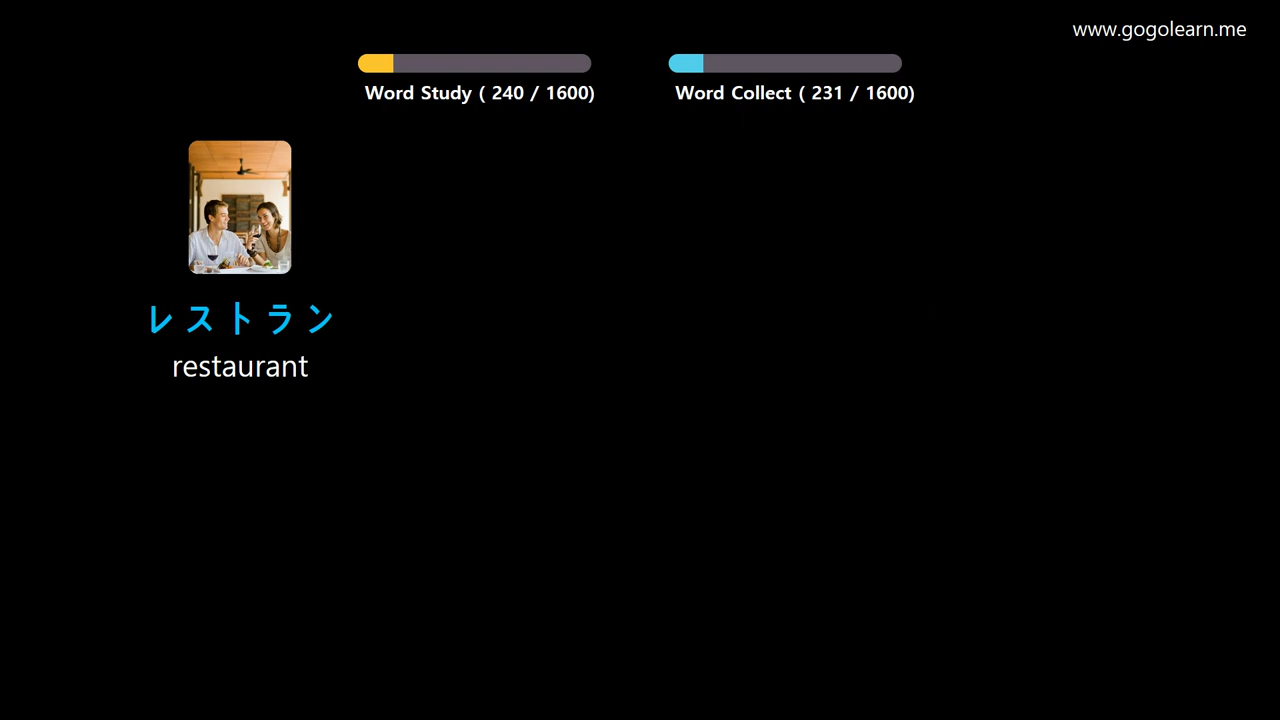 www.gogolearn.me
Word Study ( 240 / 1600)
Word Collect ( 231 / 1600)
レストラン
restaurant